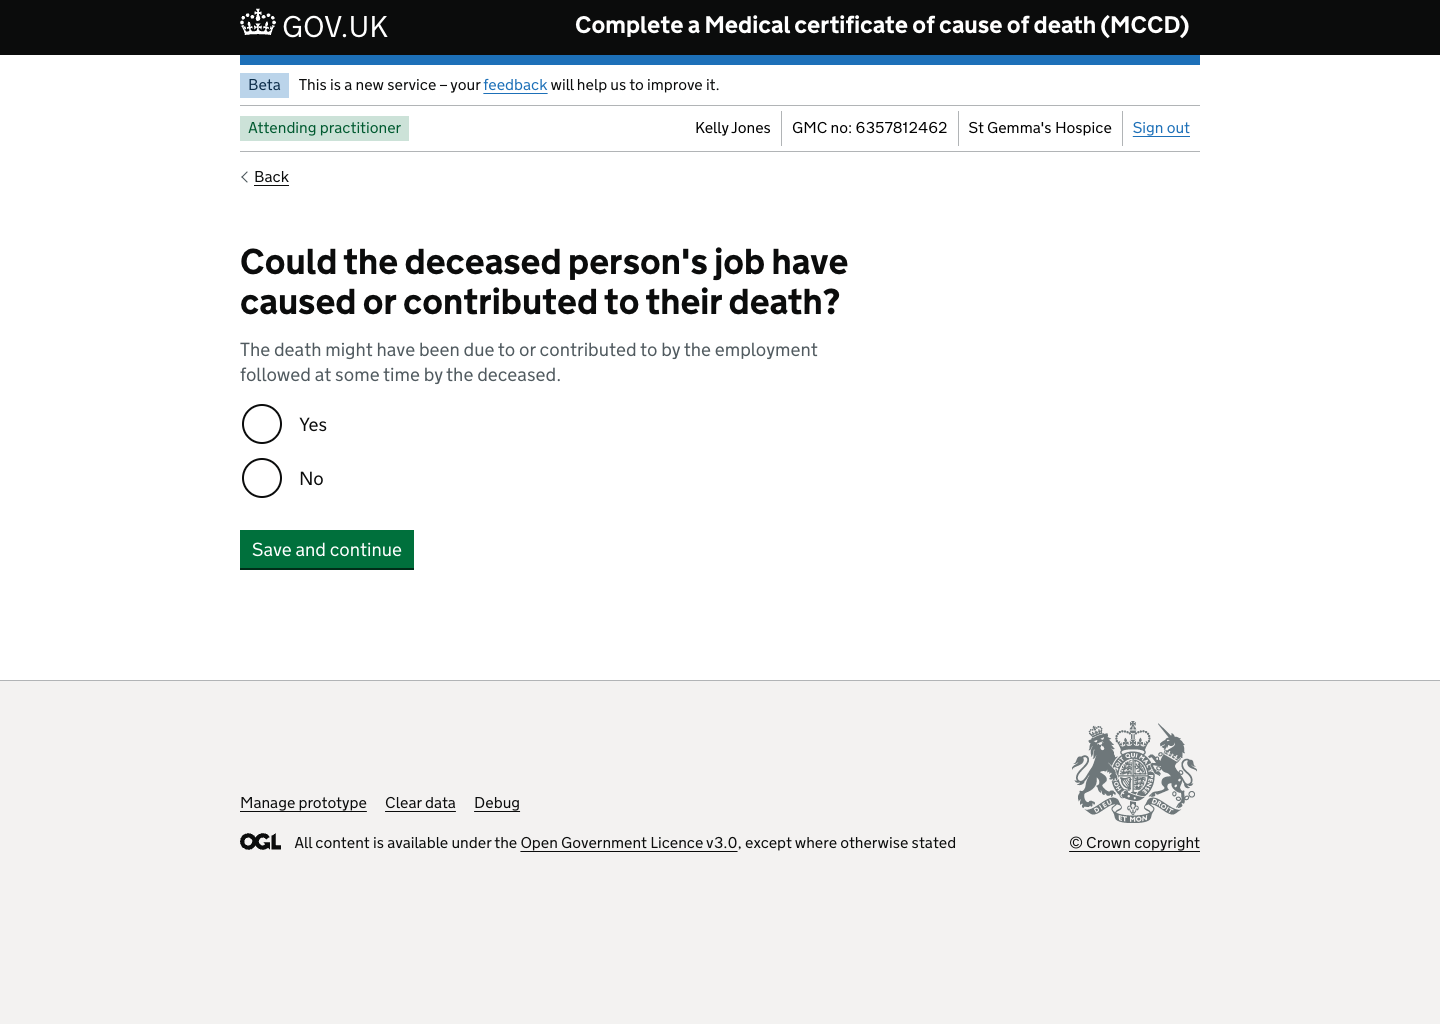 GOV.UK
Complete a Medical certificate of cause of death (MCCD)
Beta This is a new service – your feedback will help us to improve it.
Attending practitioner
Kelly Jones GMC no: 6357812462 St Gemma's Hospice Sign out
Back
Could the deceased person's job have
caused or contributed to their death?
The death might have been due to or contributed to by the employment
followed at some time by the deceased.
Yes
No
Save and continue
Manage prototype Clear data Debug
OGL All content is available under the Open Government Licence v3.0, except where otherwise stated
DIEU ET MON DROIT
© Crown copyright